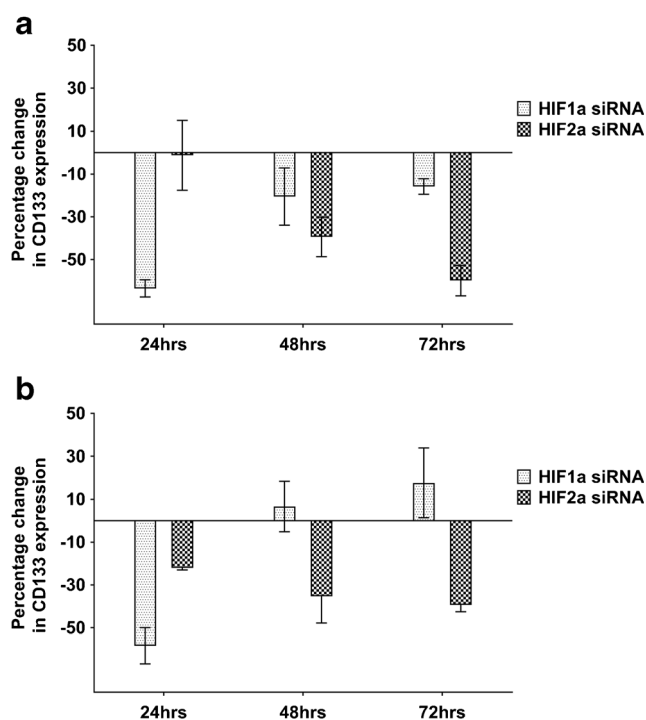 a
50
30
10
-10
-30
-50
Percentage change
in CD133 expression
HIF1a siRNA
HIF2a siRNA
24hrs
48hrs
72hrs
b
50
30
10
-10
-30
-50
Percentage change
in CD133 expression
HIF1a siRNA
HIF2a siRNA
24hrs
48hrs
72hrs